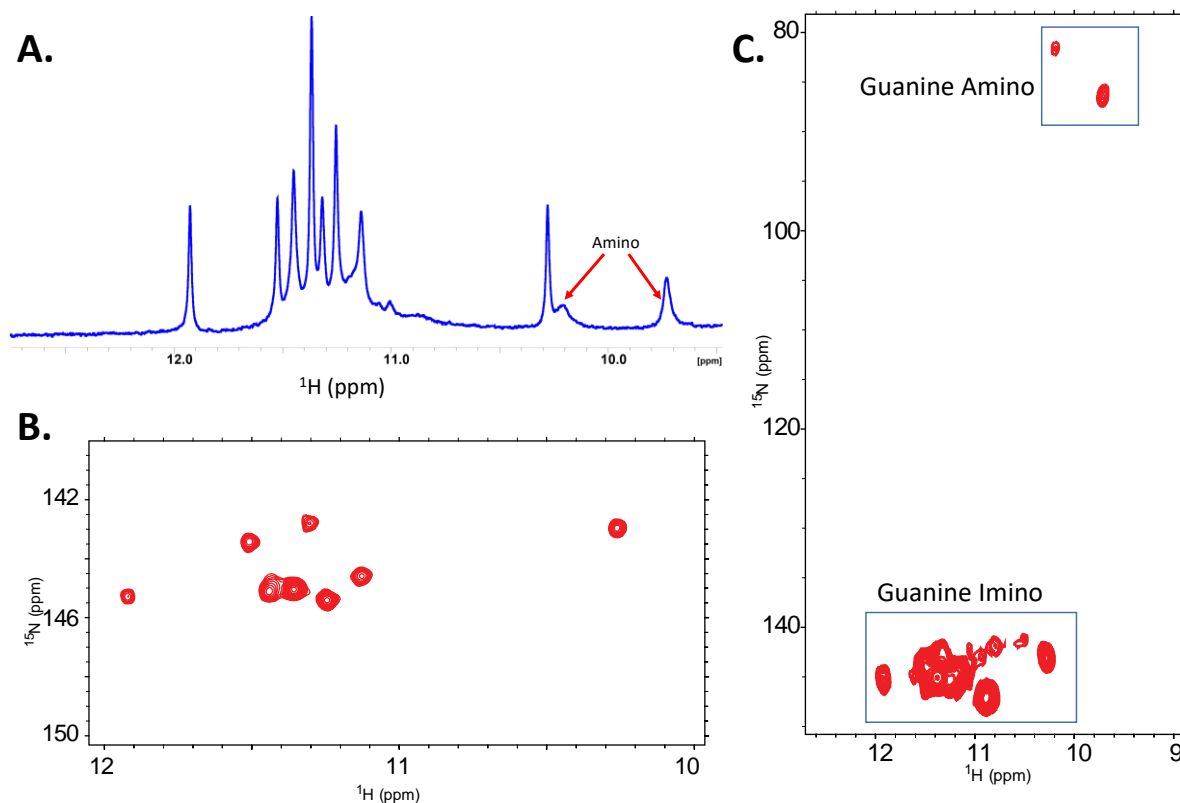 A.
Amino
12.0
11.0
10.0
[ppm]
¹H (ppm)
B.
142
146
150
¹⁵N (ppm)
12
11
10
¹H (ppm)
C.
80
100
120
140
¹⁵N (ppm)
Guanine Amino
Guanine Imino
12
11
10
9
¹H (ppm)